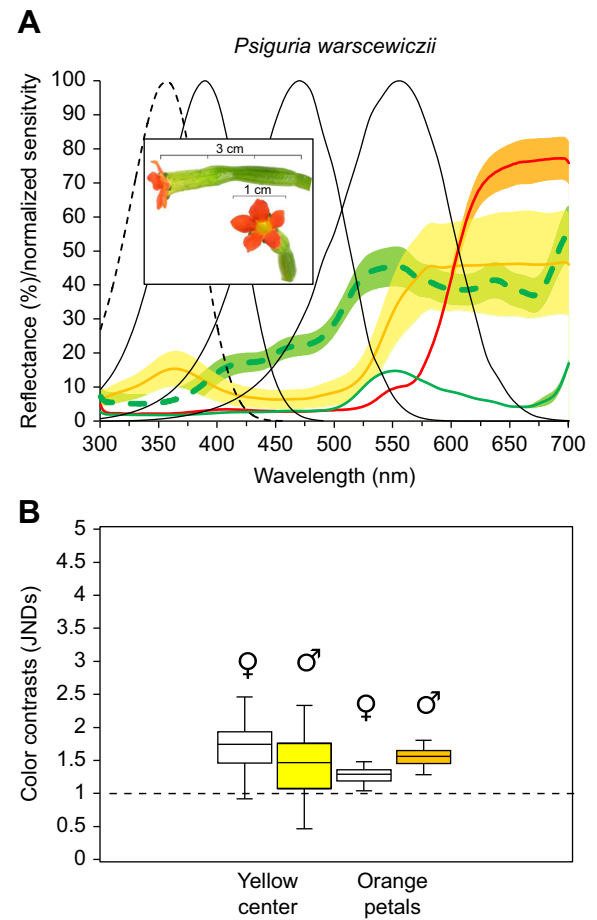 A
Psiguria warscewiczii
Reflectance (%)/normalized sensitvity
100
90
80
70
60
50
40
30
20
10
0
3 cm
1 cm
300 350 400 450 500 550 600 650 700
Wavelength (nm)
B
Color contrasts (JNDs)
5
4.5
4
3.5
3
2.5
2
1.5
1
0.5
0
♀ ♂ ♀ ♂
Yellow center
Orange petals